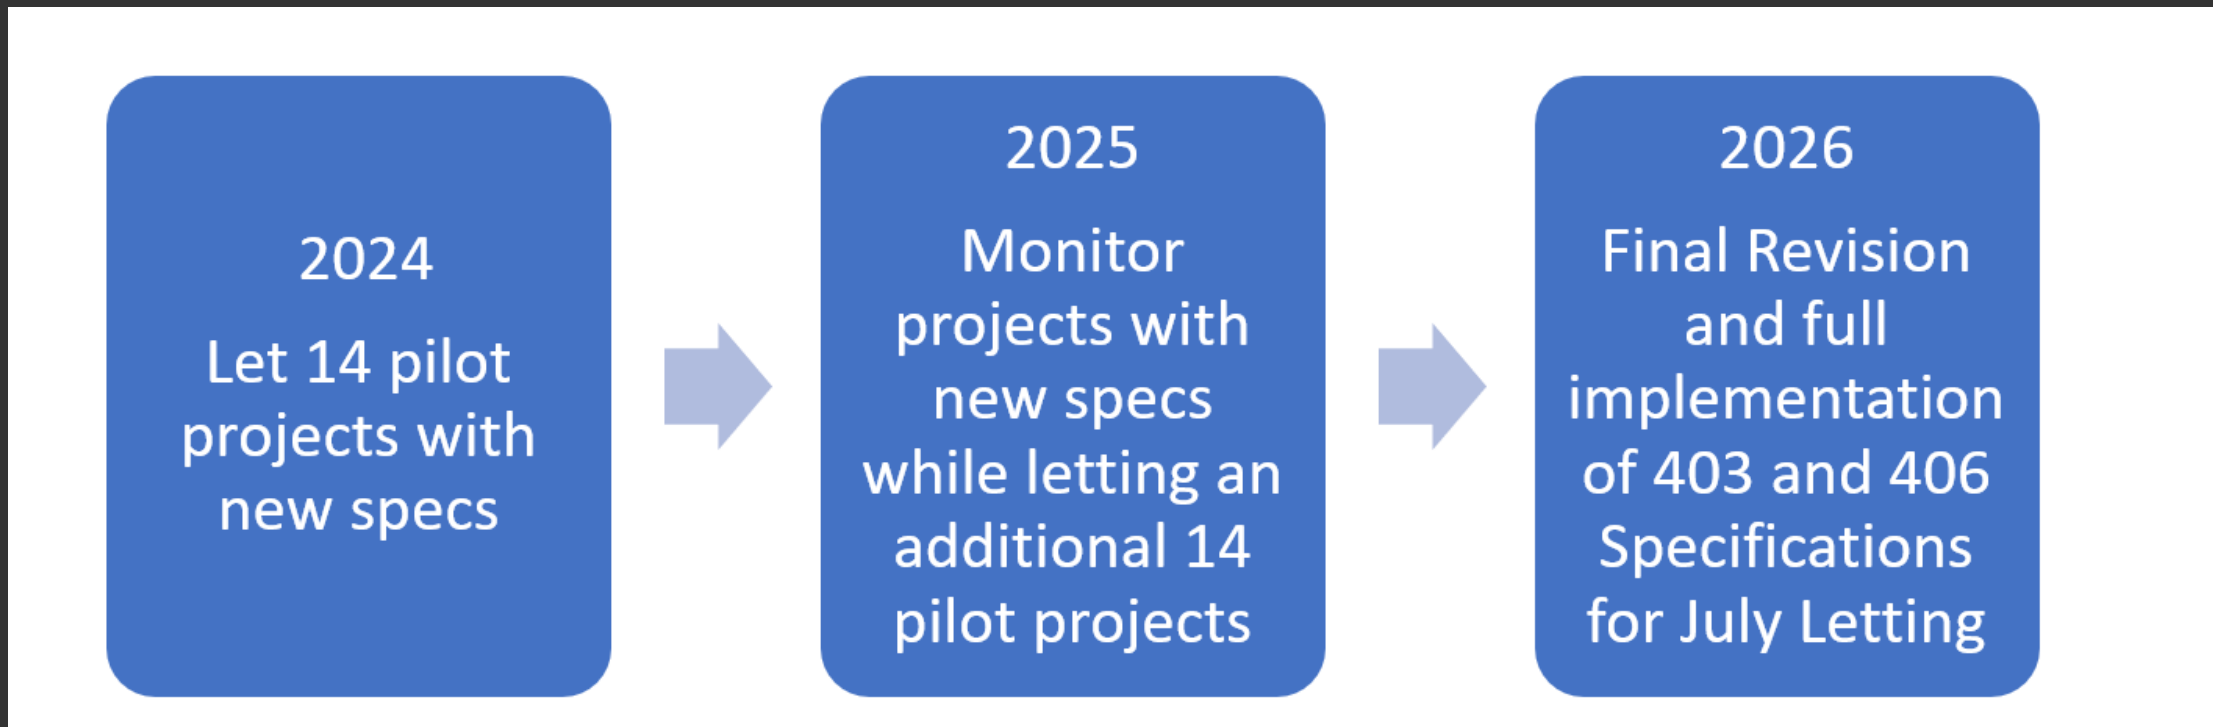 2024
Let 14 pilot
projects with
new specs
2025
Monitor
projects with
new specs
while letting an
additional 14
pilot projects
2026
Final Revision
and full
implementation
of 403 and 406
Specifications
for July Letting